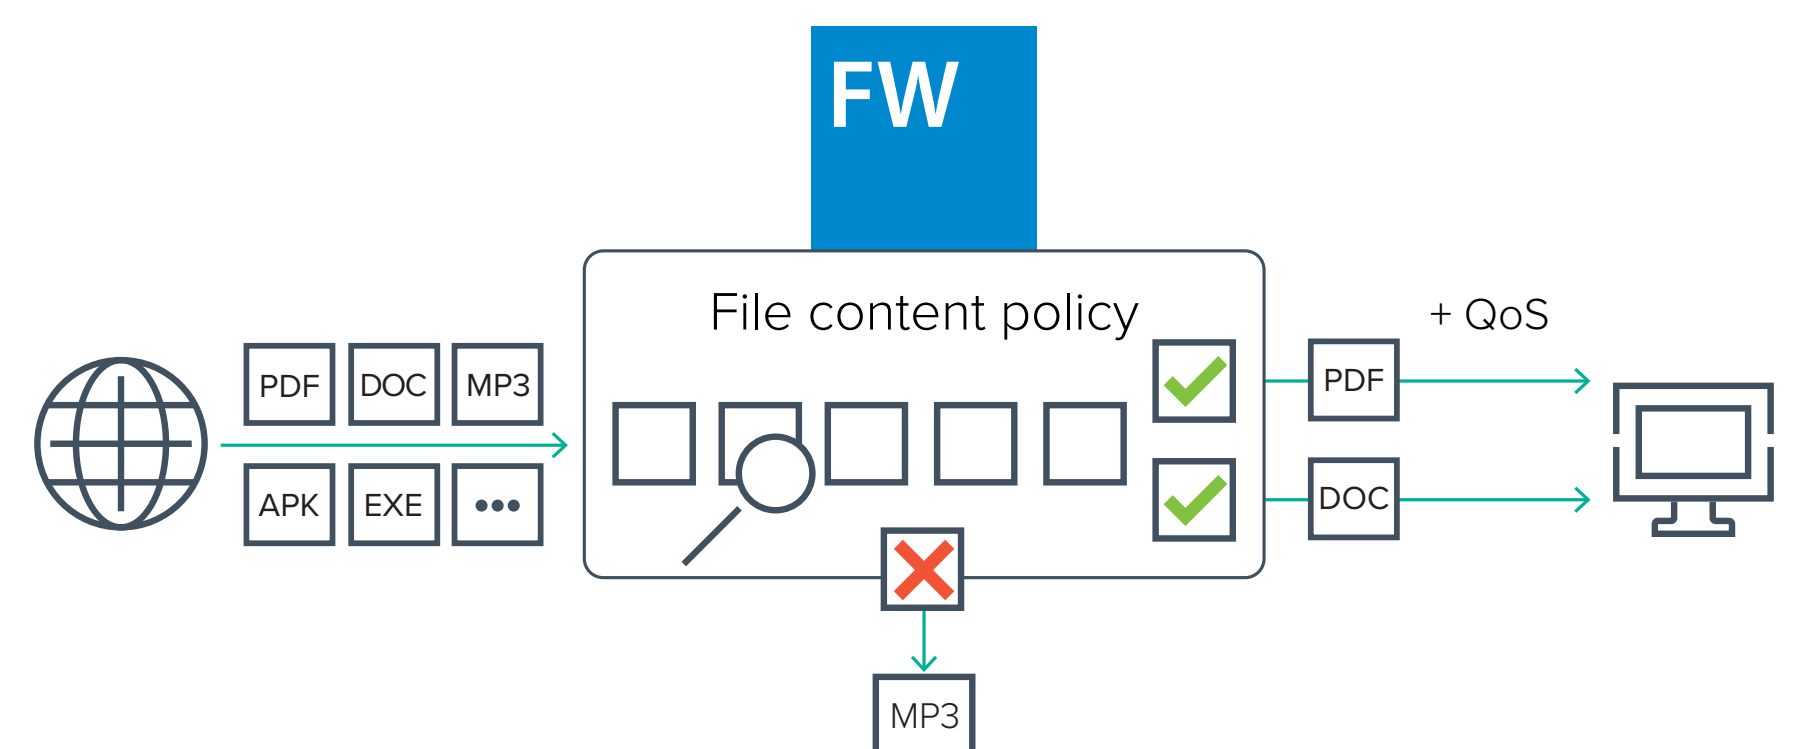 FW
File content policy
+ QoS
PDF
DOC
MP3
APK
EXE
PDF
DOC
MP3